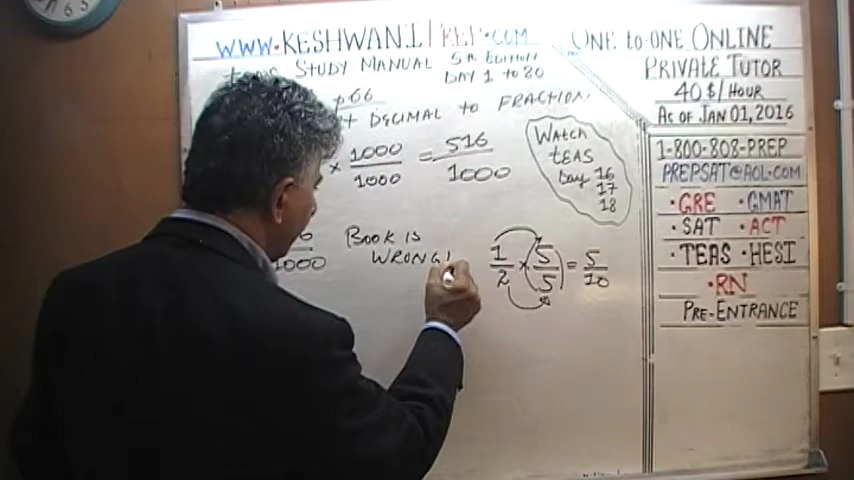 WWW.KESHWANI PREP.COM
STUDY MANUAL 5th EDITION
DAY 1 to 80
p66
DECIMAL to FRACTION
× 1000/1000 = 516/1000
1000
BOOK IS
WRONG!
1/2 × (5/5) = 5/10
Watch
tEAS
Day 16
17
18
ONE to-ONE ONLINE
PRIVATE TUTOR
40 $/HOUR
AS OF JAN 01, 2016
1-800-808-PREP
PREPSAT@AOL.COM
• GRE • GMAT
• SAT • ACT
• TEAS • HESI
• RN
PRE-ENTRANCE